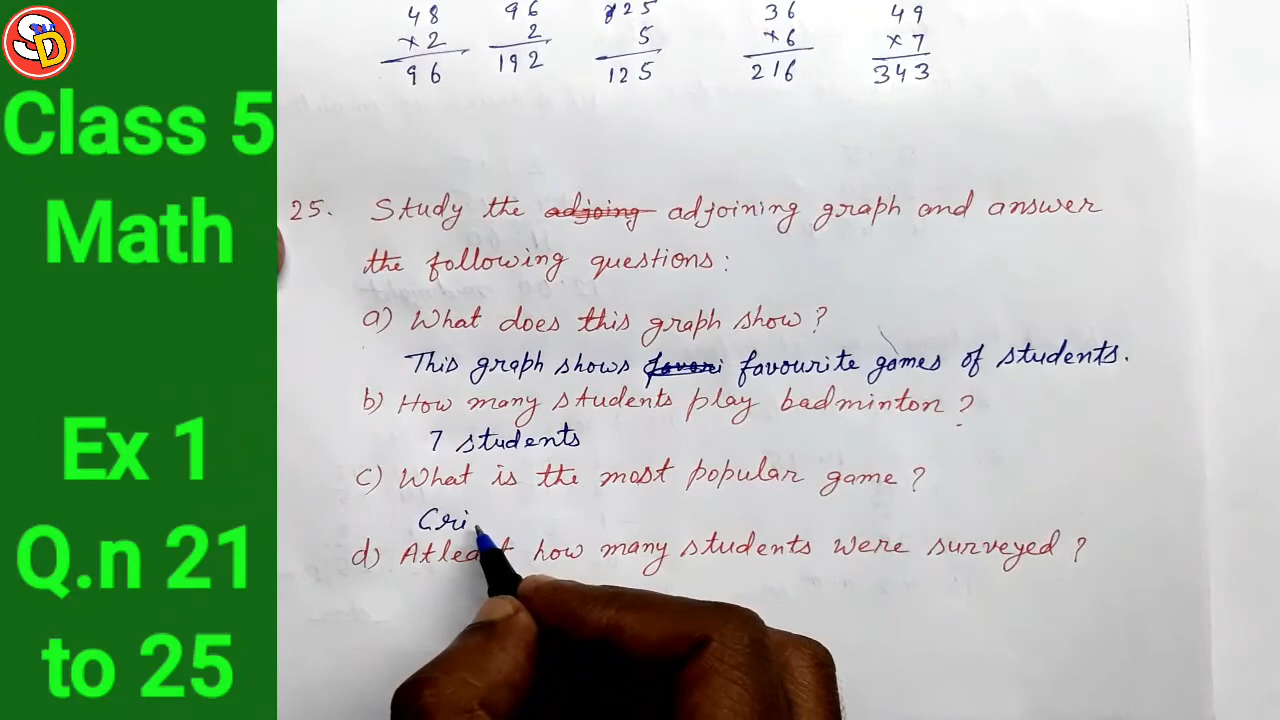 SD
Class 5
Math
Ex 1
Q.n 21
to 25
48 96 125 36 49
×2 2 5 ×6 ×7
96 192 125 216 343
25. Study the adjoing adjoining graph and answer
the following questions:
a) What does this graph show?
This graph shows favouri favourite games of students.
b) How many students play badminton?
7 students
c) What is the most popular game?
Cri
d) Atleast how many students were surveyed?